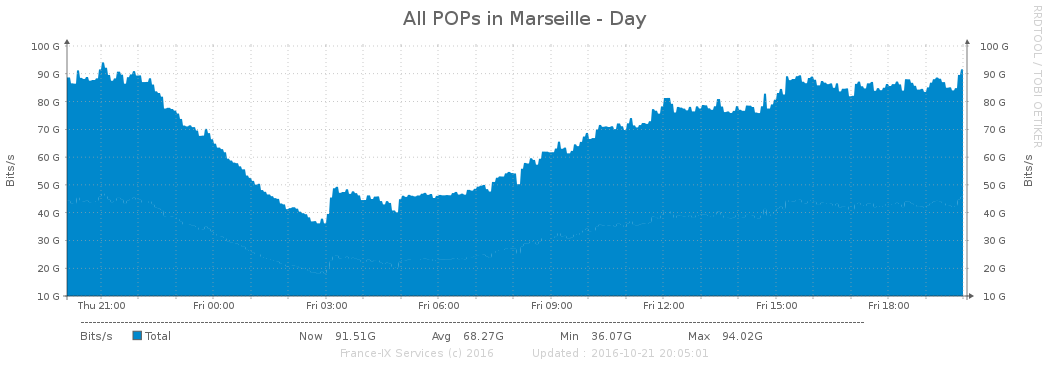 All POPs in Marseille - Day
RRDTOOL / TOBI OETIKER
100 G 100 G
90 G 90 G
80 G 80 G
70 G 70 G
60 G 60 G
50 G 50 G
40 G 40 G
30 G 30 G
20 G 20 G
10 G 10 G
Bits/s
Bits/s
Thu 21:00 Fri 00:00 Fri 03:00 Fri 06:00 Fri 09:00 Fri 12:00 Fri 15:00 Fri 18:00
Bits/s Total Now 91.51G Avg 68.27G Min 36.07G Max 94.02G
France-IX Services (c) 2016 Updated : 2016-10-21 20:05:01